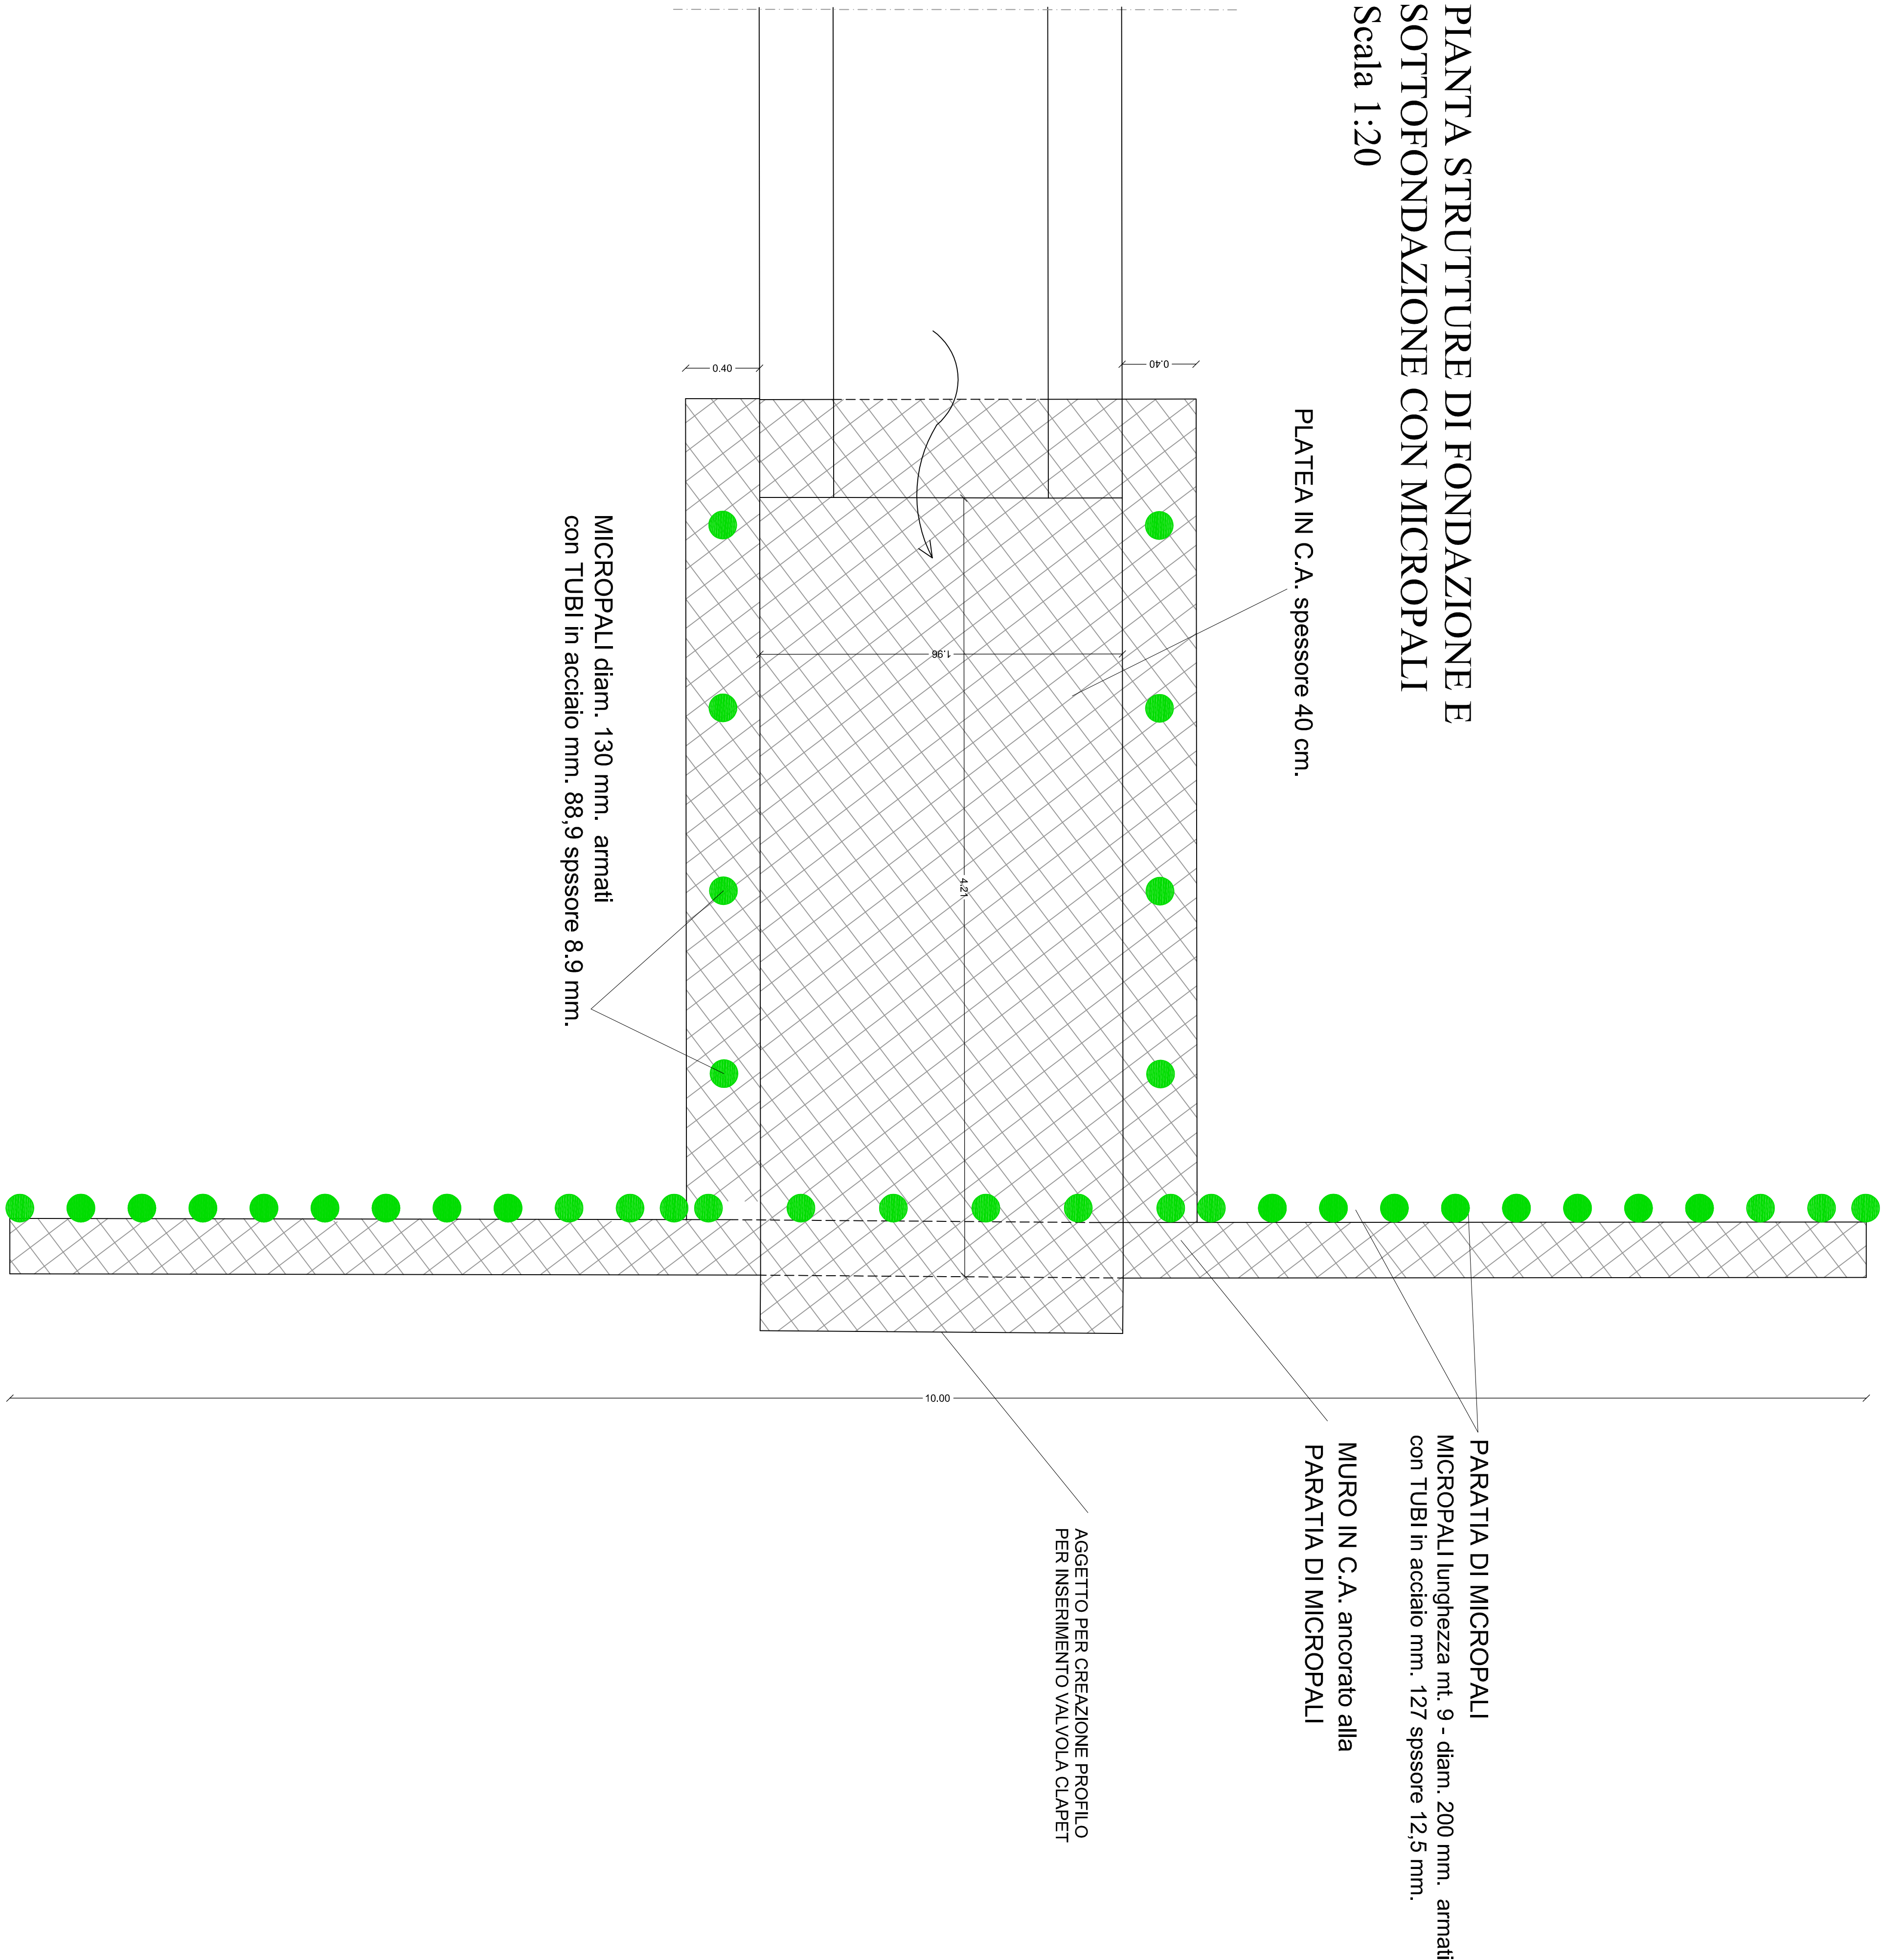 PIANTA STRUTTURE DI FONDAZIONE E
SOTTOFONDAZIONE CON MICROPALI
Scala 1:20
PLATEA IN C.A. spessore 40 cm.
0.40
0.40
1.96
4.21
MICROPALI diam. 130 mm. armati
con TUBI in acciaio mm. 88,9 spssore 8.9 mm.
10.00
PARATIA DI MICROPALI
MICROPALI lunghezza mt. 9 - diam. 200 mm. armati
con TUBI in acciaio mm. 127 spssore 12,5 mm.
MURO IN C.A. ancorato alla
PARATIA DI MICROPALI
AGGETTO PER CREAZIONE PROFILO
PER INSERIMENTO VALVOLA CLAPET